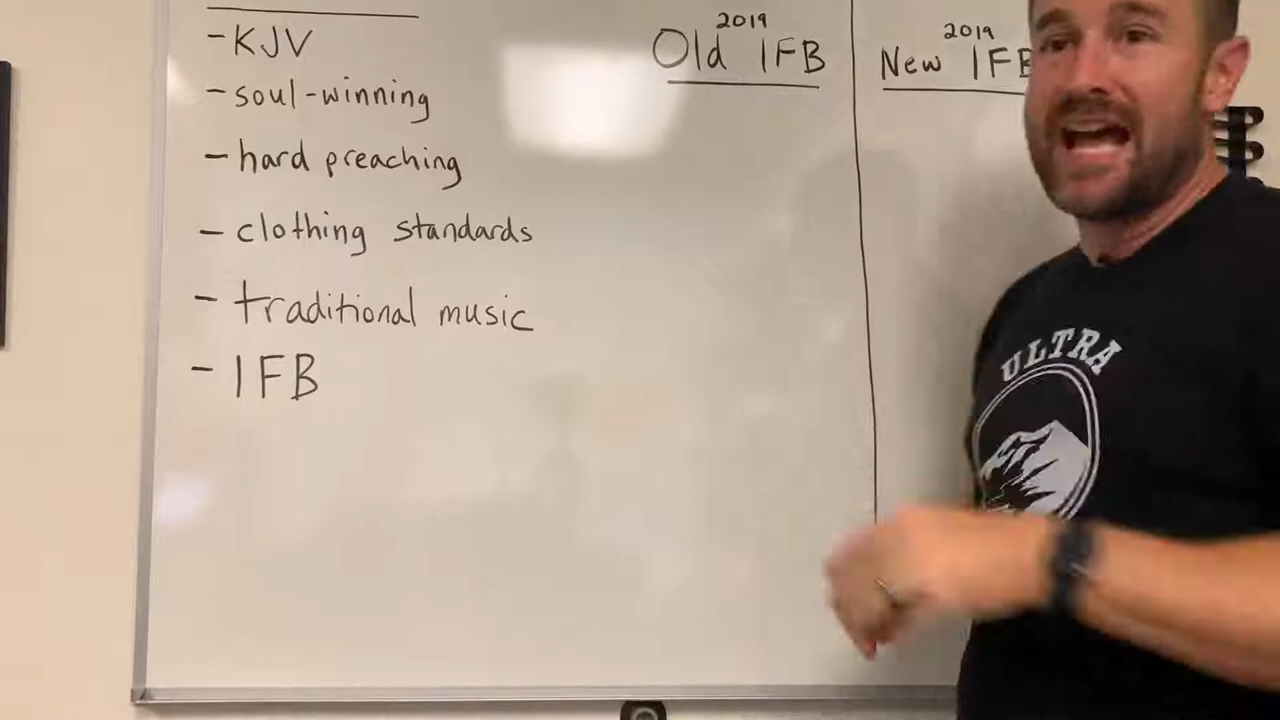 - KJV
- soul-winning
- hard preaching
- clothing standards
- traditional music
- IFB
2019
Old IFB
2019
New IFB
ULTRA